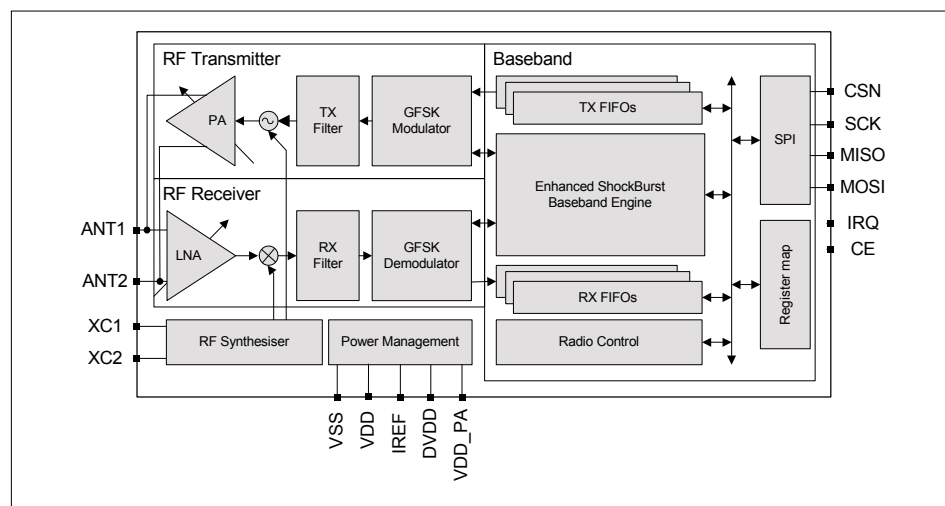 RF Transmitter
Baseband
PA
TX
Filter
GFSK
Modulator
TX FIFOs
SPI
CSN
SCK
MISO
MOSI
Enhanced ShockBurst
Baseband Engine
RF Receiver
ANT1
ANT2
LNA
RX
Filter
GFSK
Demodulator
RX FIFOs
Register map
IRQ
CE
XC1
XC2
RF Synthesiser
Power Management
Radio Control
VSS
VDD
IREF
DVDD
VDD_PA